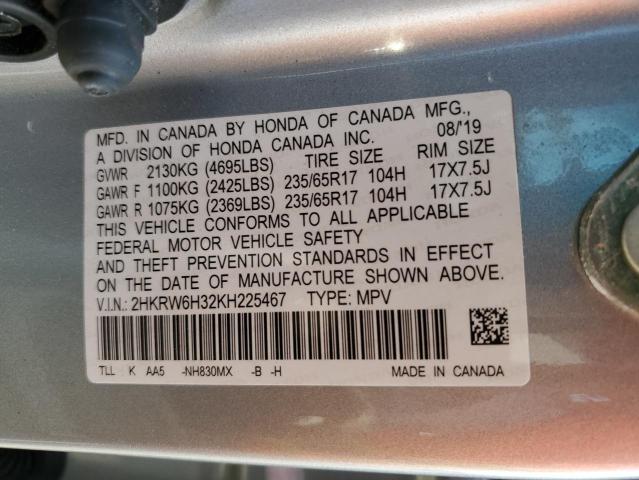 MFD. IN CANADA BY HONDA OF CANADA MFG.,
A DIVISION OF HONDA CANADA INC. 08/'19
GVWR 2130KG (4695LBS) TIRE SIZE RIM SIZE
GAWR F 1100KG (2425LBS) 235/65R17 104H 17X7.5J
GAWR R 1075KG (2369LBS) 235/65R17 104H 17X7.5J
THIS VEHICLE CONFORMS TO ALL APPLICABLE
FEDERAL MOTOR VEHICLE SAFETY
AND THEFT PREVENTION STANDARDS IN EFFECT
ON THE DATE OF MANUFACTURE SHOWN ABOVE.
V.I.N.: 2HKRW6H32KH225467 TYPE: MPV
TLL K AA5 -NH830MX -B -H MADE IN CANADA